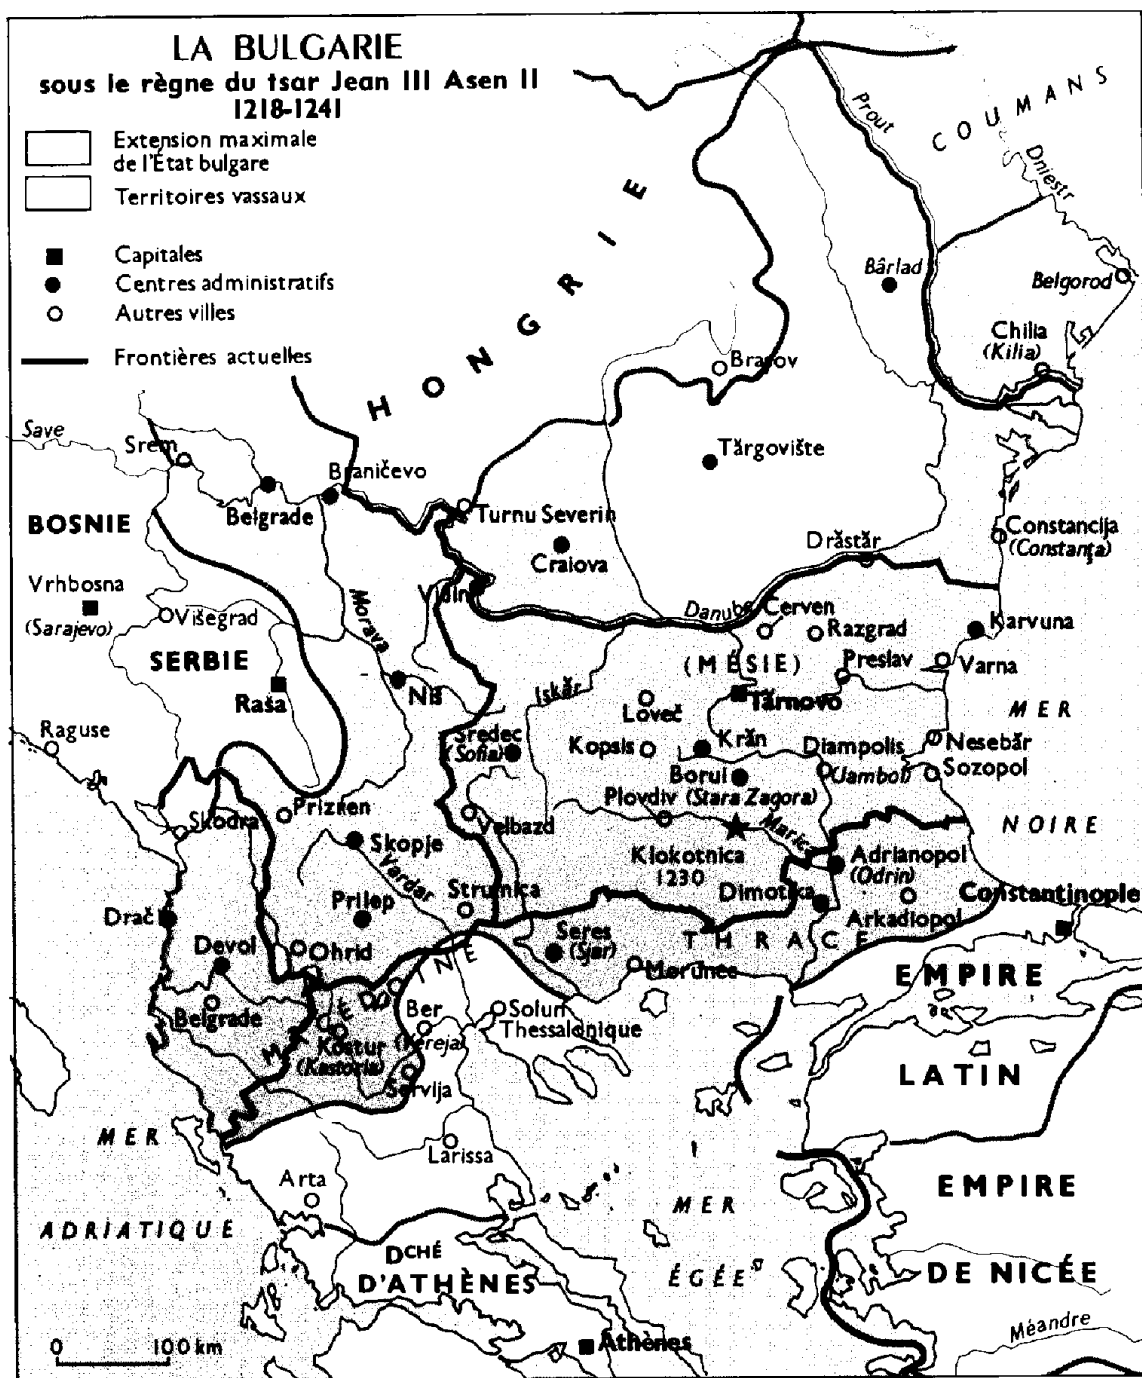 LA BULGARIE
sous le règne du tsar Jean III Asen II
1218-1241
Extension maximale
de l'État bulgare
Territoires vassaux
Capitales
Centres administratifs
Autres villes
Frontières actuelles
COUMANS
Prout
Dniestr
HONGRIE
Bârlad
Belgorod
Chilia
(Kilia)
Brașov
Save
Srem
Braničevo
Tărgovište
Belgrade
Turnu Severin
BOSNIE
Craiova
Drăstăr
Constancija
(Constanţa)
Vidin
Vrhbosna
(Sarajevo)
Višegrad
Morava
Danube
Červen
Razgrad
Karvuna
SERBIE
(MÉSIE)
Preslav
Varna
Raša
Niš
Iskăr
Loveč
Tărnovo
MER
Raguse
Sredec
(Sofia)
Kopsis
Krăn
Diampolis
(Jambol)
Nesebăr
Borui
(Stara Zagora)
Sozopol
Prizren
Plovdiv
Skodra
Velbazd
NOIRE
Skopje
Vardar
Marica
Klokotnica
1230
Adrianopol
(Odrin)
Strumica
Prilep
Dimotika
Arkadiopol
Constantinople
Drač
Devol
Ohrid
Seres
(Sjar)
THRACE
MACÉDOINE
Morunec
EMPIRE
Belgrade
Ber
(Vereja)
Solun
Thessalonique
Kostur
(Kastoria)
Servija
LATIN
MER
Larissa
Arta
EMPIRE
MER
ADRIATIQUE
DCHÉ
D'ATHÈNES
ÉGÉE
DE NICÉE
Méandre
0 100 km
Athènes